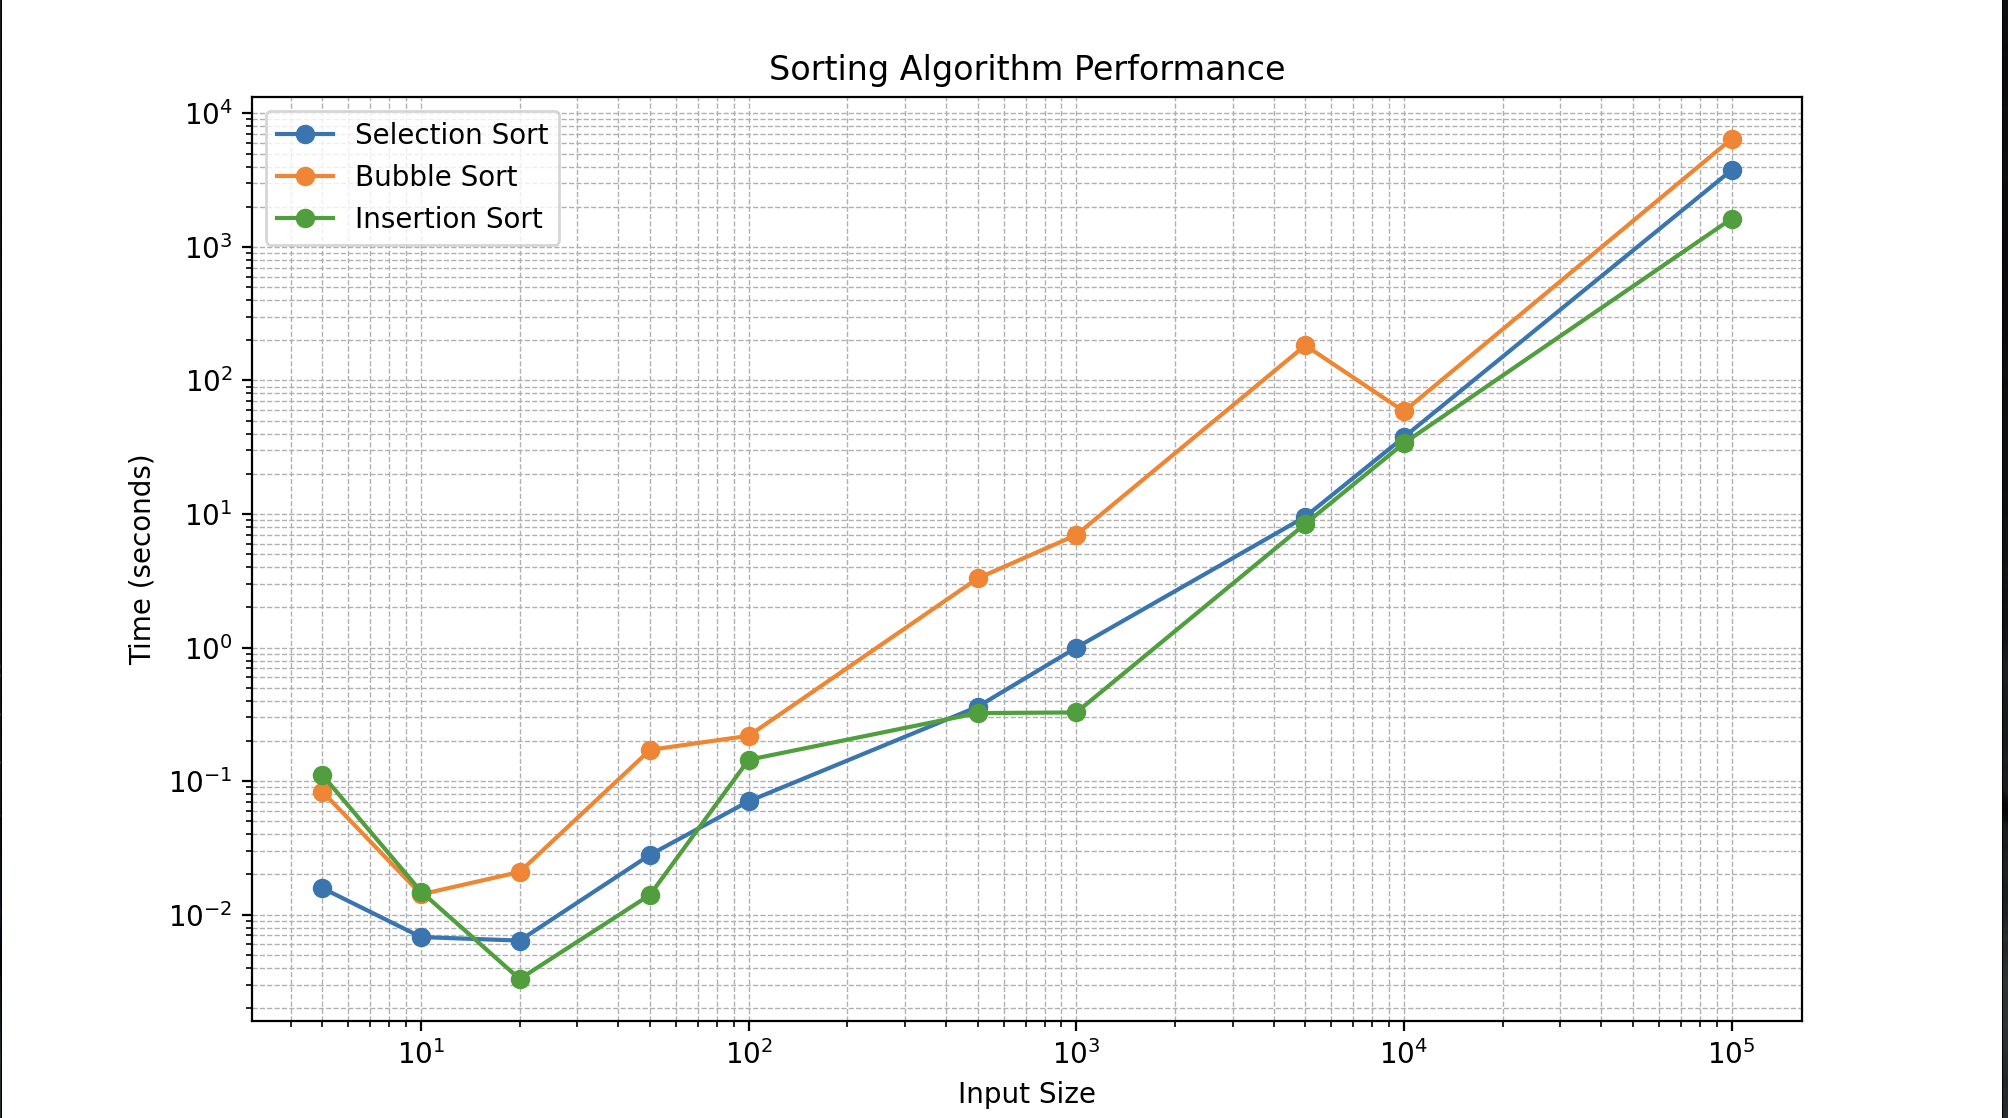 Sorting Algorithm Performance
Selection Sort
Bubble Sort
Insertion Sort
10⁴
10³
10²
10¹
10⁰
10⁻¹
10⁻²
Time (seconds)
10¹ 10² 10³ 10⁴ 10⁵
Input Size